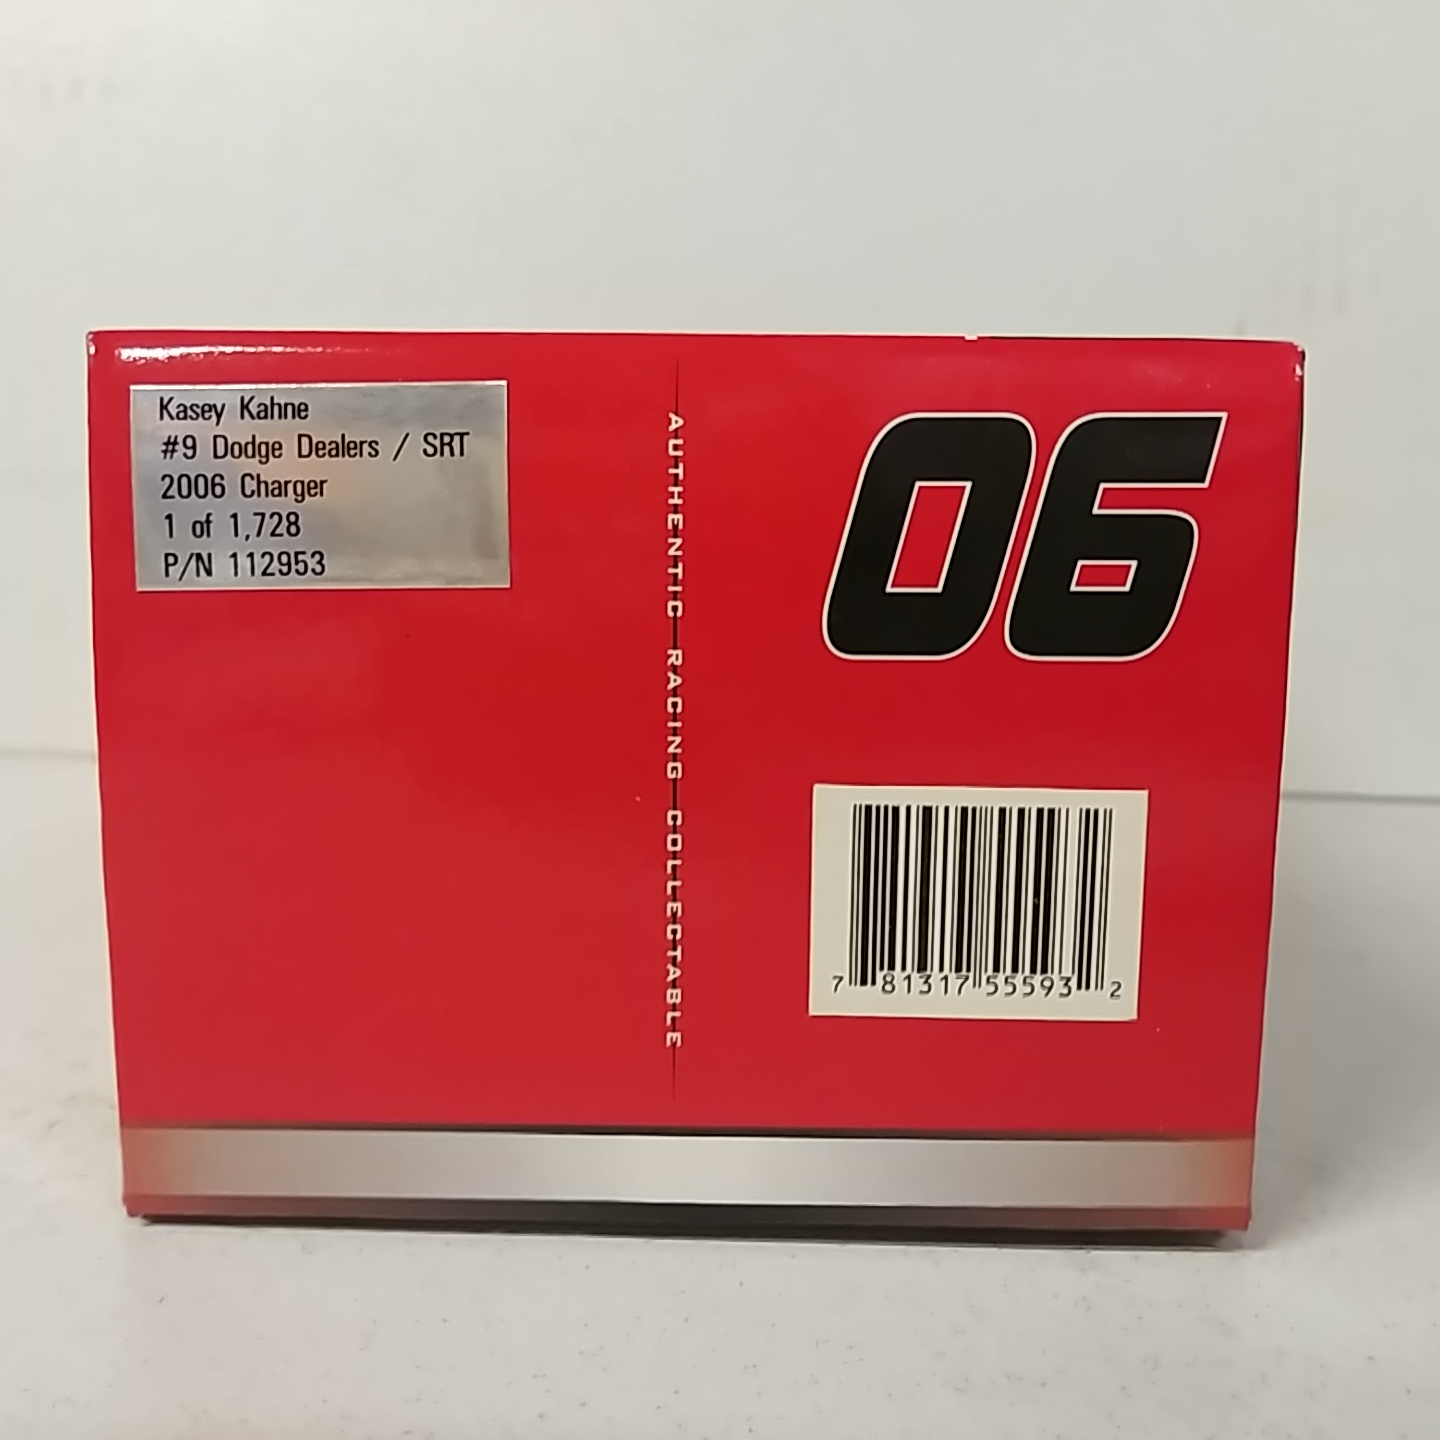 Kasey Kahne
#9 Dodge Dealers / SRT
2006 Charger
1 of 1,728
P/N 112953
AUTHENTIC RACING COLLECTABLE
06
7 81317 55593 2